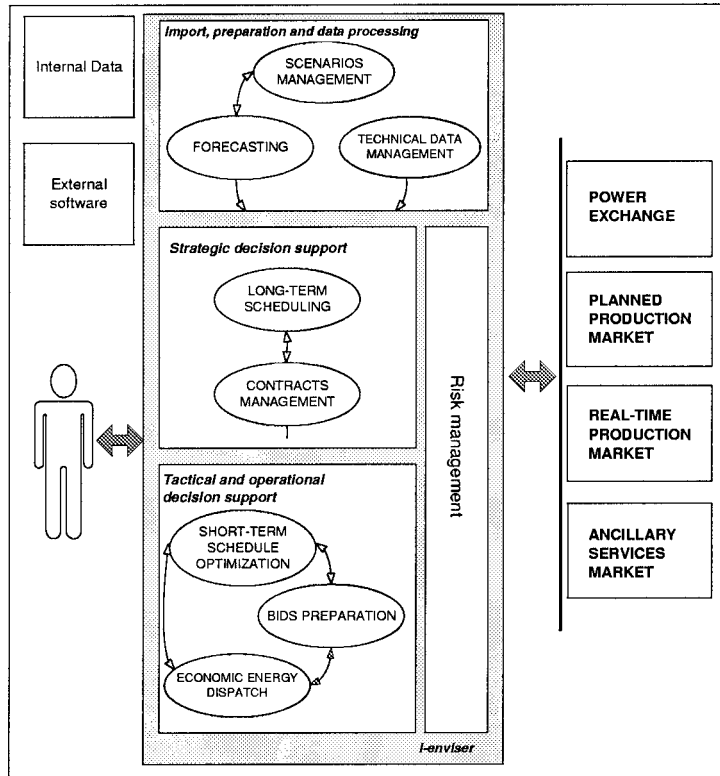 Internal Data
External
software
Import, preparation and data processing
SCENARIOS
MANAGEMENT
FORECASTING
TECHNICAL DATA
MANAGEMENT
Strategic decision support
LONG-TERM
SCHEDULING
CONTRACTS
MANAGEMENT
Tactical and operational
decision support
SHORT-TERM
SCHEDULE
OPTIMIZATION
BIDS PREPARATION
ECONOMIC ENERGY
DISPATCH
Risk management
i-enviser
POWER
EXCHANGE
PLANNED
PRODUCTION
MARKET
REAL-TIME
PRODUCTION
MARKET
ANCILLARY
SERVICES
MARKET